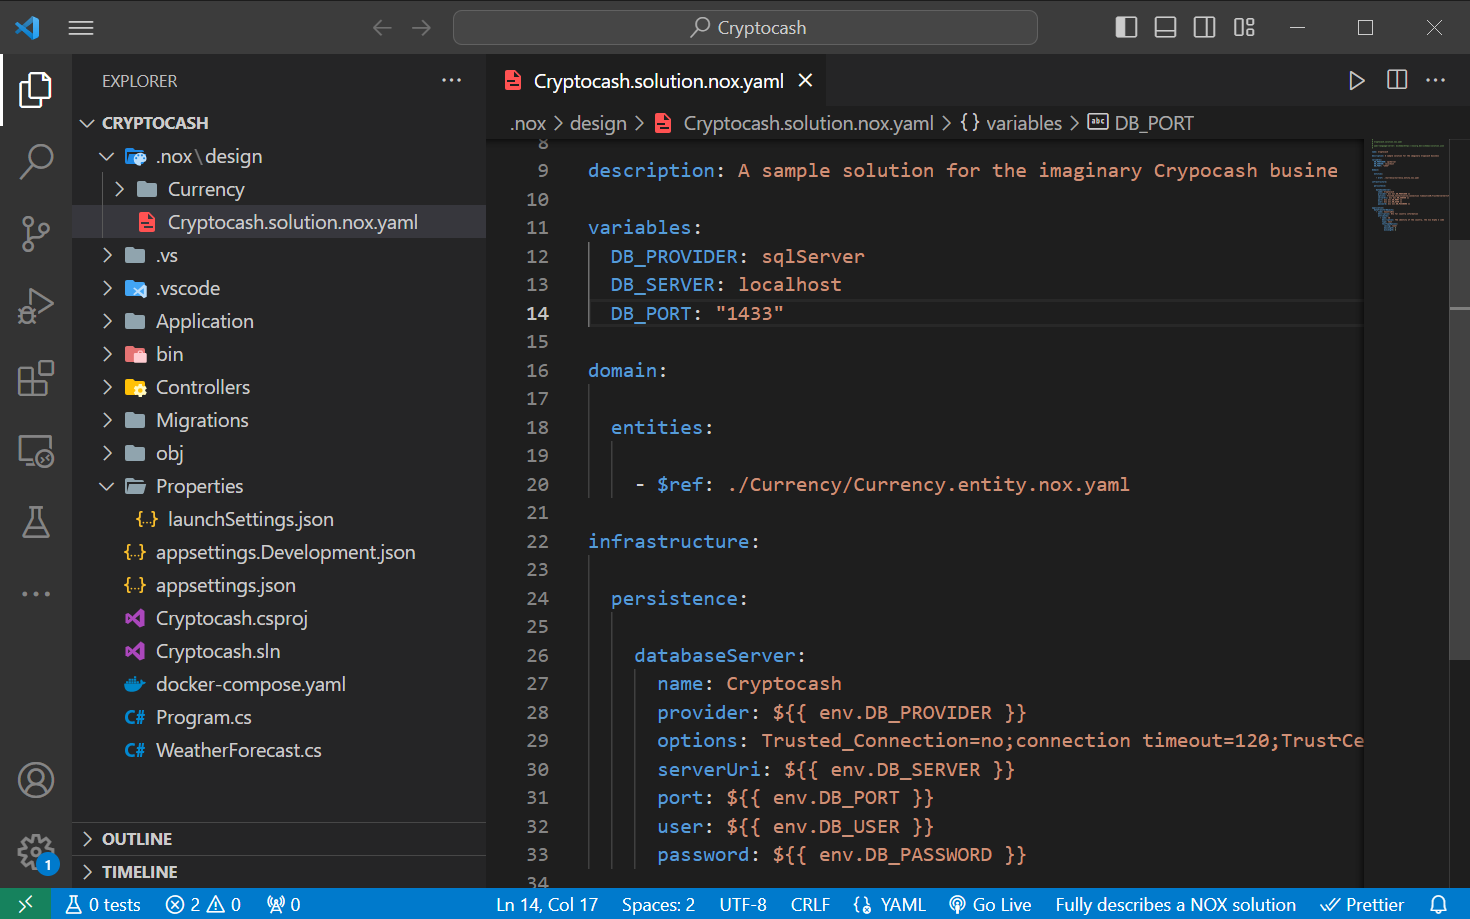 Cryptocash
EXPLORER
CRYPTOCASH
.nox\design
Currency
Cryptocash.solution.nox.yaml
.vs
.vscode
Application
bin
Controllers
Migrations
obj
Properties
{..} launchSettings.json
{..} appsettings.Development.json
{..} appsettings.json
Cryptocash.csproj
Cryptocash.sln
docker-compose.yaml
C# Program.cs
C# WeatherForecast.cs
OUTLINE
TIMELINE
1
Cryptocash.solution.nox.yaml
.nox > design > Cryptocash.solution.nox.yaml > {} variables > abc DB_PORT
8
9 description: A sample solution for the imaginary Crypocash busine
10
11 variables:
12 DB_PROVIDER: sqlServer
13 DB_SERVER: localhost
14 DB_PORT: "1433"
15
16 domain:
17
18 entities:
19
20 - $ref: ./Currency/Currency.entity.nox.yaml
21
22 infrastructure:
23
24 persistence:
25
26 databaseServer:
27 name: Cryptocash
28 provider: ${{ env.DB_PROVIDER }}
29 options: Trusted_Connection=no;connection timeout=120;TrustCe
30 serverUri: ${{ env.DB_SERVER }}
31 port: ${{ env.DB_PORT }}
32 user: ${{ env.DB_USER }}
33 password: ${{ env.DB_PASSWORD }}
34
0 tests 2 0 0 Ln 14, Col 17 Spaces: 2 UTF-8 CRLF YAML Go Live Fully describes a NOX solution Prettier